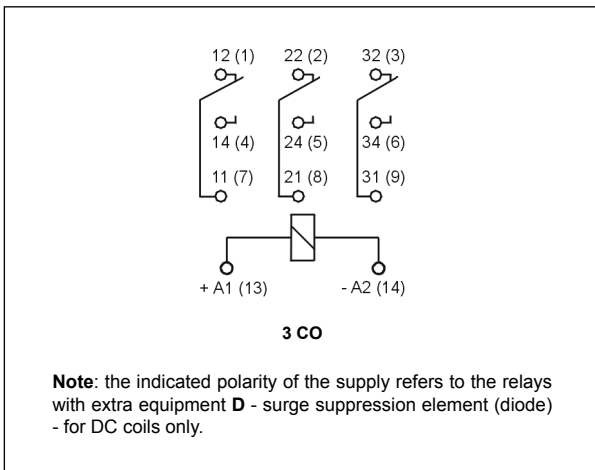 12 (1) 22 (2) 32 (3)
14 (4) 24 (5) 34 (6)
11 (7) 21 (8) 31 (9)
+ A1 (13) - A2 (14)
3 CO
Note: the indicated polarity of the supply refers to the relays
with extra equipment D - surge suppression element (diode)
- for DC coils only.